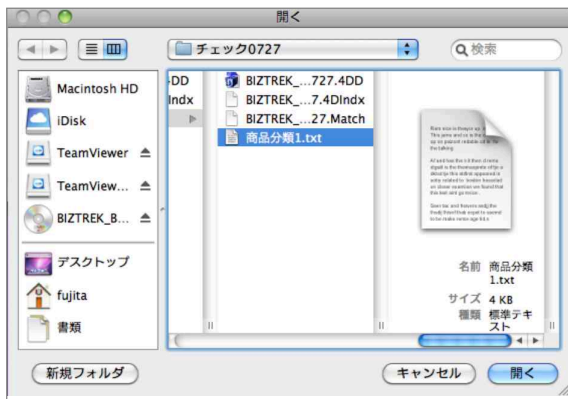 開く
チェック0727
検索
Macintosh HD
iDisk
TeamViewer
TeamView...
BIZTREK_B...
デスクトップ
fujita
書類
.DD
Indx
BIZTREK_...727.4DD
BIZTREK_...7.4DIndx
BIZTREK_...27.Match
商品分類1.txt
名前 商品分類
1.txt
サイズ 4 KB
種類 標準テキ
スト
新規フォルダ
キャンセル
開く